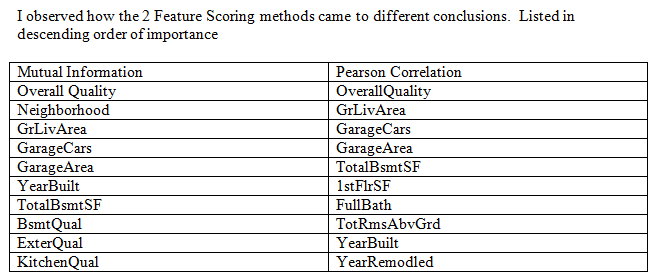 I observed how the 2 Feature Scoring methods came to different conclusions.  Listed in
descending order of importance
Mutual Information Pearson Correlation
Overall Quality OverallQuality
Neighborhood GrLivArea
GrLivArea GarageCars
GarageCars GarageArea
GarageArea TotalBsmtSF
YearBuilt 1stFlrSF
TotalBsmtSF FullBath
BsmtQual TotRmsAbvGrd
ExterQual YearBuilt
KitchenQual YearRemodled